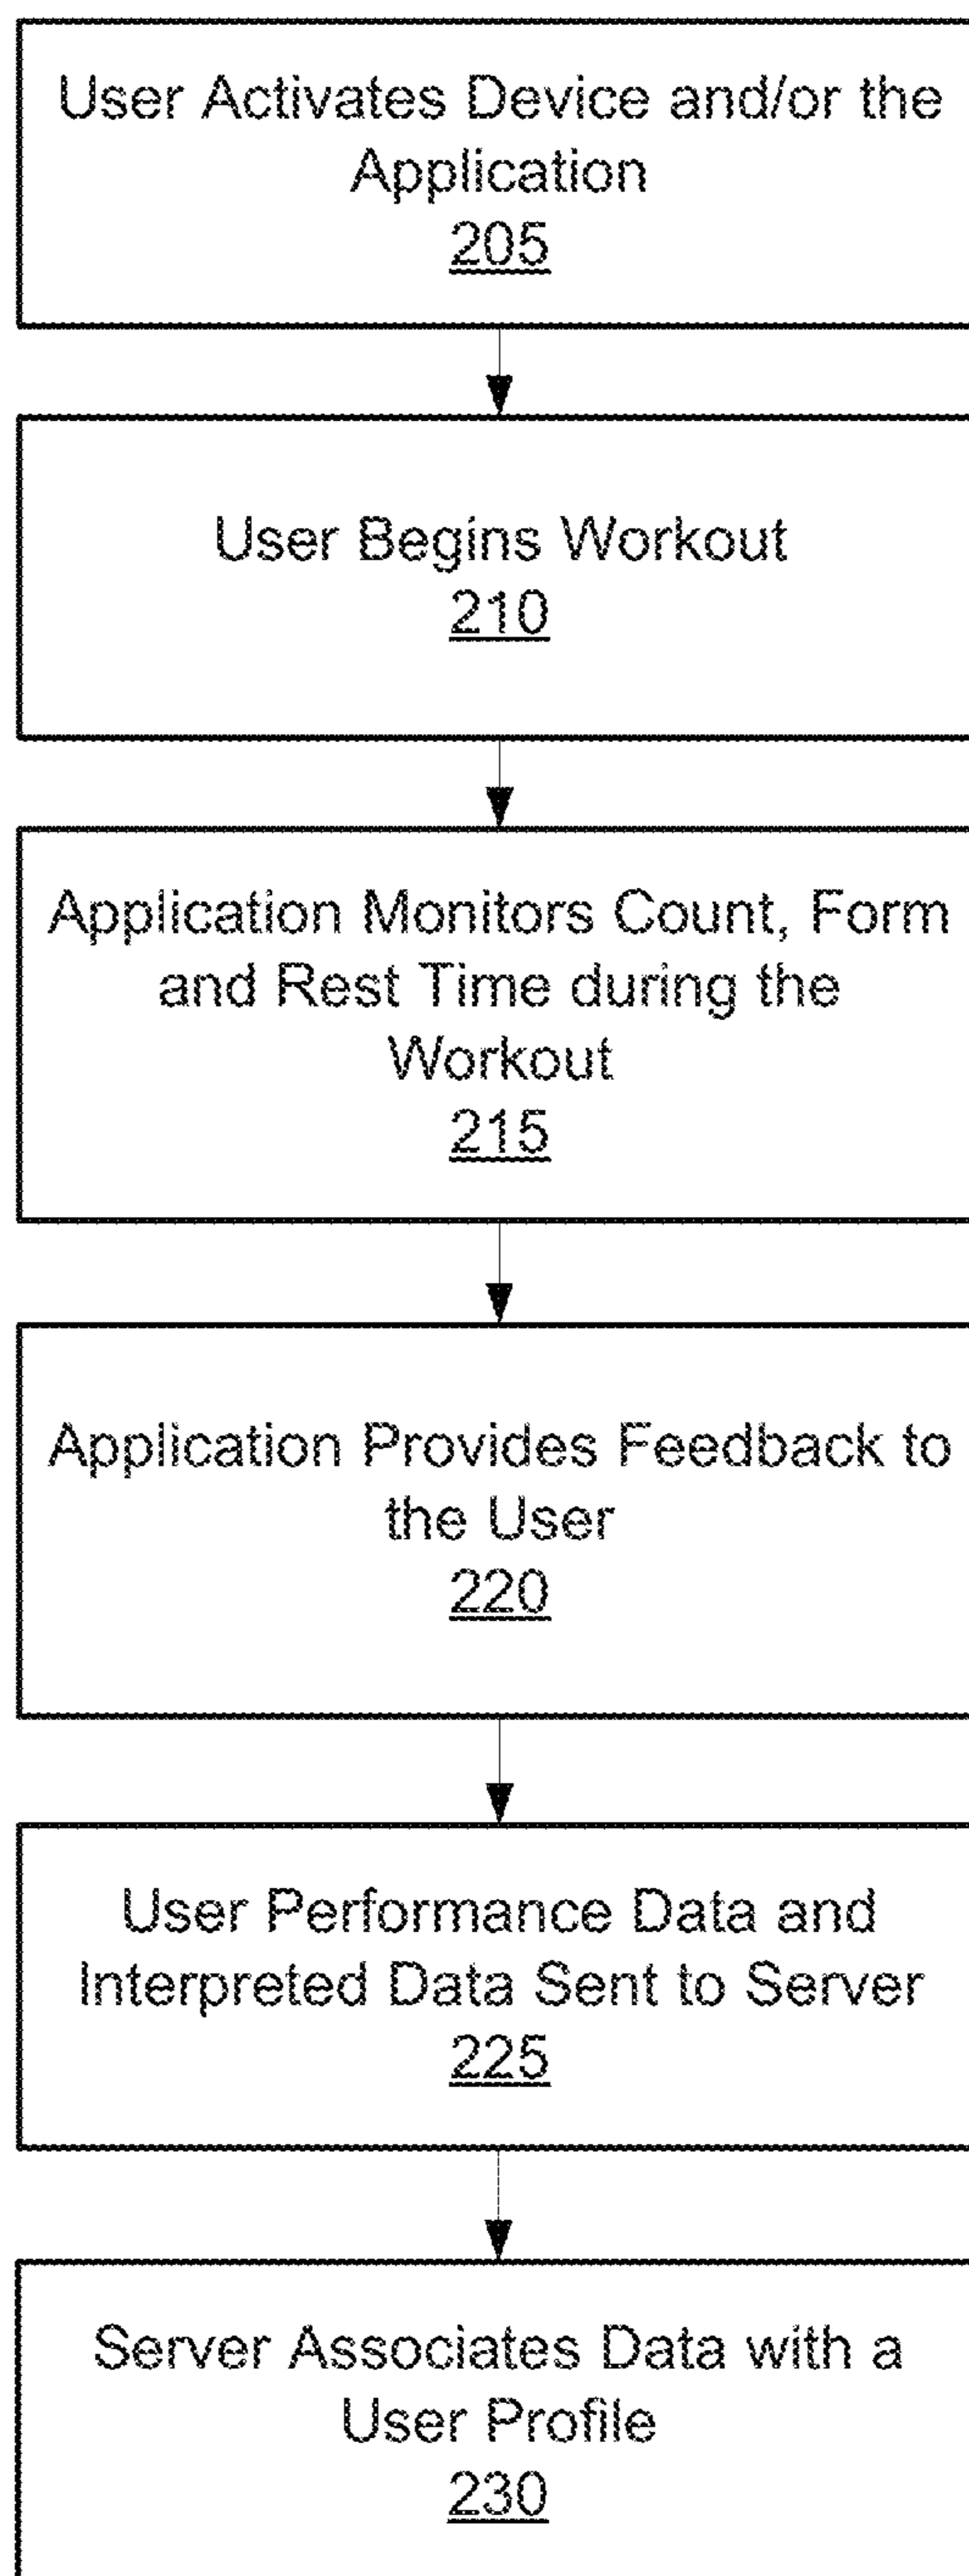 User Activates Device and/or the
Application
205
User Begins Workout
210
Application Monitors Count, Form
and Rest Time during the
Workout
215
Application Provides Feedback to
the User
220
User Performance Data and
Interpreted Data Sent to Server
225
Server Associates Data with a
User Profile
230